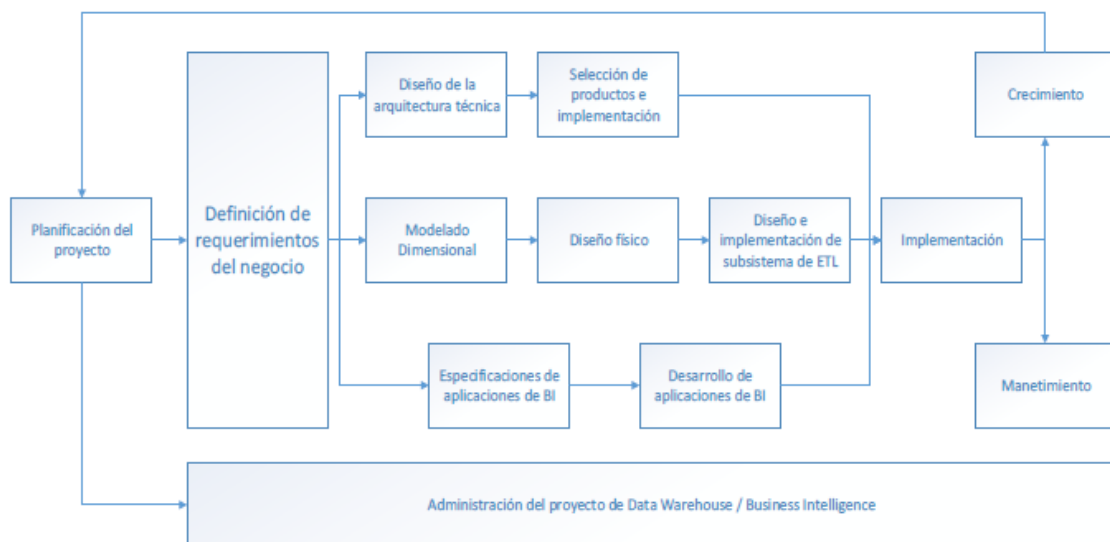 Diseño de la
arquitectura técnica
Selección de
productos e
implementación
Crecimiento
Planificación del
proyecto
Definición de
requerimientos
del negocio
Modelado
Dimensional
Diseño físico
Diseño e
implementación de
subsistema de ETL
Implementación
Especificaciones de
aplicaciones de BI
Desarrollo de
aplicaciones de BI
Manetimiento
Administración del proyecto de Data Warehouse / Business Intelligence